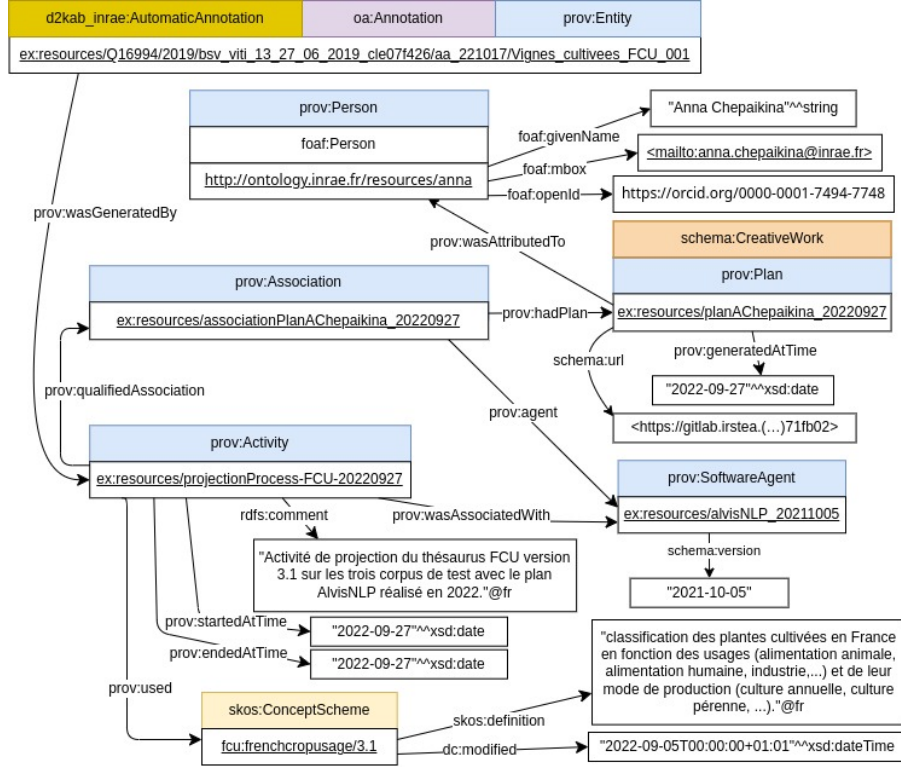 d2kab_inrae:AutomaticAnnotation
oa:Annotation
prov:Entity
ex:resources/Q16994/2019/bsv_viti_13_27_06_2019_cle07f426/aa_221017/Vignes_cultivees_FCU_001
prov:Person
foaf:Person
http://ontology.inrae.fr/resources/anna
foaf:givenName
"Anna Chepaikina"^^string
foaf:mbox
<mailto:anna.chepaikina@inrae.fr>
foaf:openId
https://orcid.org/0000-0001-7494-7748
prov:wasGeneratedBy
prov:wasAttributedTo
schema:CreativeWork
prov:Plan
ex:resources/planAChepaikina_20220927
prov:Association
ex:resources/associationPlanAChepaikina_20220927
prov:hadPlan
schema:url
prov:generatedAtTime
"2022-09-27"^^xsd:date
<https://gitlab.irstea.(…)71fb02>
prov:qualifiedAssociation
prov:agent
prov:Activity
ex:resources/projectionProcess-FCU-20220927
prov:SoftwareAgent
ex:resources/alvisNLP_20211005
rdfs:comment
prov:wasAssociatedWith
schema:version
"2021-10-05"
"Activité de projection du thésaurus FCU version
3.1 sur les trois corpus de test avec le plan
AlvisNLP réalisé en 2022."@fr
prov:startedAtTime
"2022-09-27"^^xsd:date
prov:endedAtTime
"2022-09-27"^^xsd:date
prov:used
skos:ConceptScheme
fcu:frenchcropusage/3.1
skos:definition
"classification des plantes cultivées en France
en fonction des usages (alimentation animale,
alimentation humaine, industrie,...) et de leur
mode de production (culture annuelle, culture
pérenne, ...)."@fr
dc:modified
"2022-09-05T00:00:00+01:01"^^xsd:dateTime